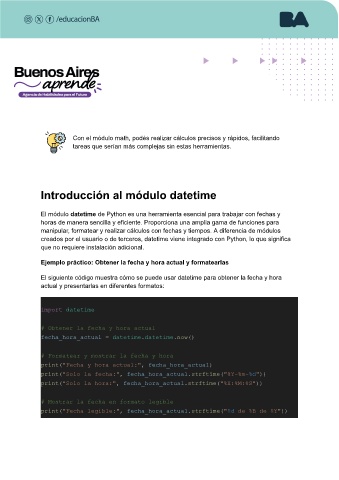 /educacionBA
BA
Buenos Aires
aprende
Agencia de Habilidades para el Futuro
Con el módulo math, podés realizar cálculos precisos y rápidos, facilitando
tareas que serían más complejas sin estas herramientas.
Introducción al módulo datetime
El módulo datetime de Python es una herramienta esencial para trabajar con fechas y
horas de manera sencilla y eficiente. Proporciona una amplia gama de funciones para
manipular, formatear y realizar cálculos con fechas y tiempos. A diferencia de módulos
creados por el usuario o de terceros, datetime viene integrado con Python, lo que significa
que no requiere instalación adicional.
Ejemplo práctico: Obtener la fecha y hora actual y formatearlas
El siguiente código muestra cómo se puede usar datetime para obtener la fecha y hora
actual y presentarlas en diferentes formatos:
import datetime
# Obtener la fecha y hora actual
fecha_hora_actual = datetime.datetime.now()
# Formatear y mostrar la fecha y hora
print("Fecha y hora actual:", fecha_hora_actual)
print("Solo la fecha:", fecha_hora_actual.strftime("%Y-%m-%d"))
print("Solo la hora:", fecha_hora_actual.strftime("%H:%M:%S"))
# Mostrar la fecha en formato legible
print("Fecha legible:", fecha_hora_actual.strftime("%d de %B de %Y"))